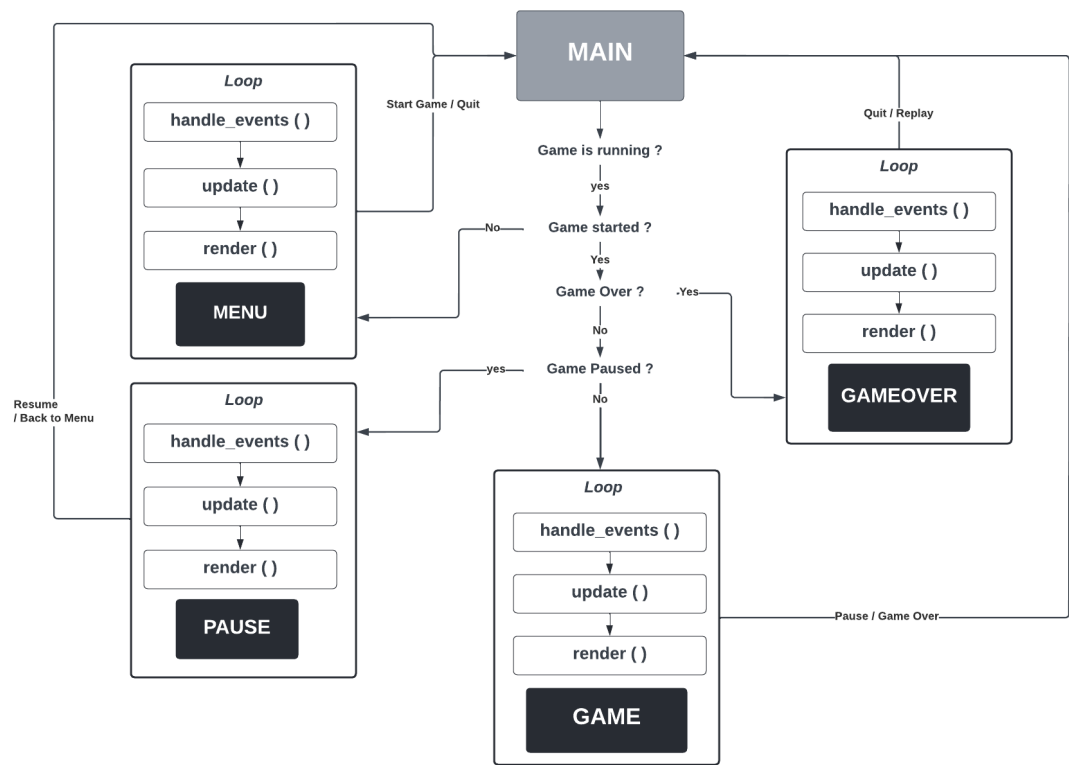 MAIN
Loop
handle_events ( )
update ( )
render ( )
MENU
Start Game / Quit
Game is running ?
yes
Game started ?
No
Yes
Game Over ?
-Yes
No
Game Paused ?
yes
No
Quit / Replay
Loop
handle_events ( )
update ( )
render ( )
GAMEOVER
Resume
/ Back to Menu
Loop
handle_events ( )
update ( )
render ( )
PAUSE
Loop
handle_events ( )
update ( )
render ( )
GAME
Pause / Game Over